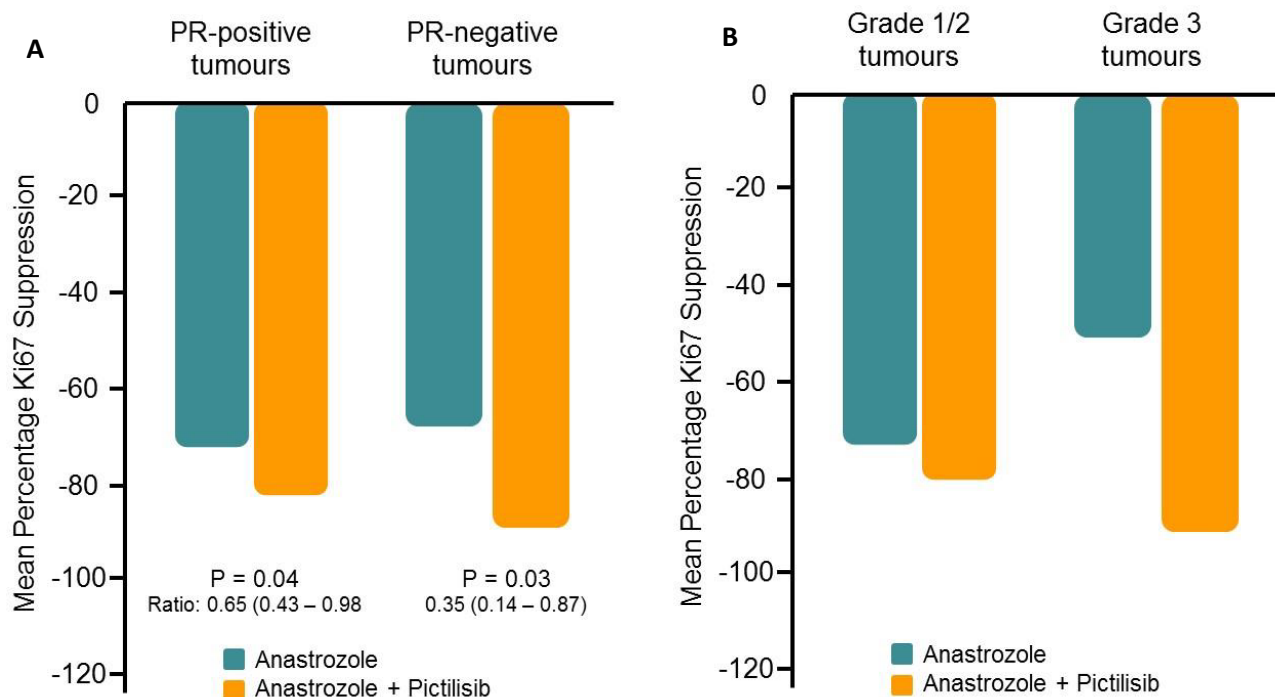 A
PR-positive
tumours
PR-negative
tumours
Mean Percentage Ki67 Suppression
0
-20
-40
-60
-80
-100
-120
P = 0.04
Ratio: 0.65 (0.43 – 0.98
P = 0.03
0.35 (0.14 – 0.87)
Anastrozole
Anastrozole + Pictilisib
B
Grade 1/2
tumours
Grade 3
tumours
Mean Percentage Ki67 Suppression
0
-20
-40
-60
-80
-100
-120
Anastrozole
Anastrozole + Pictilisib